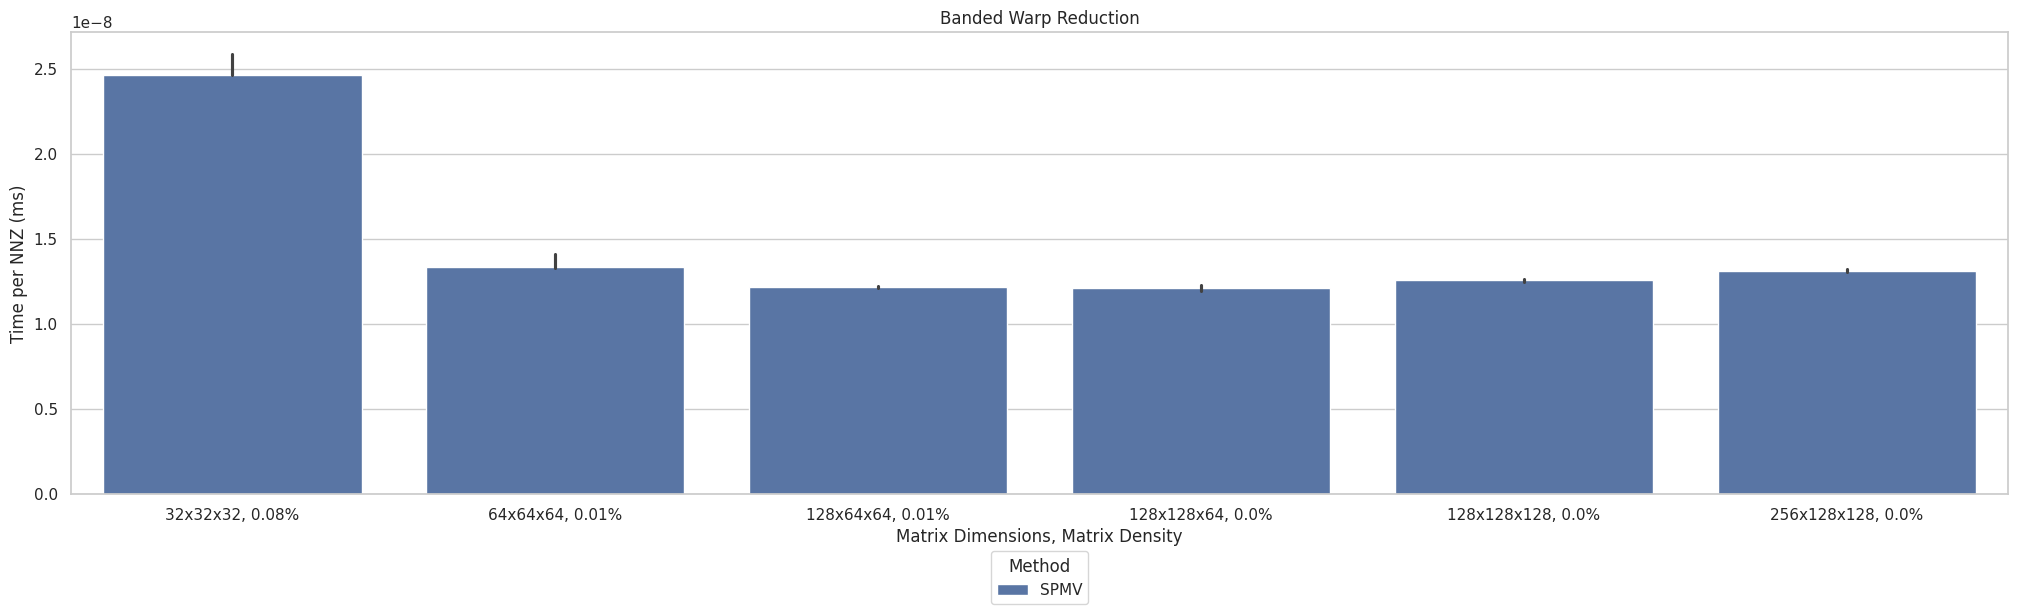 Banded Warp Reduction
1e−8
2.5
2.0
1.5
1.0
0.5
0.0
Time per NNZ (ms)
32x32x32, 0.08%
64x64x64, 0.01%
128x64x64, 0.01%
128x128x64, 0.0%
128x128x128, 0.0%
256x128x128, 0.0%
Matrix Dimensions, Matrix Density
Method
SPMV